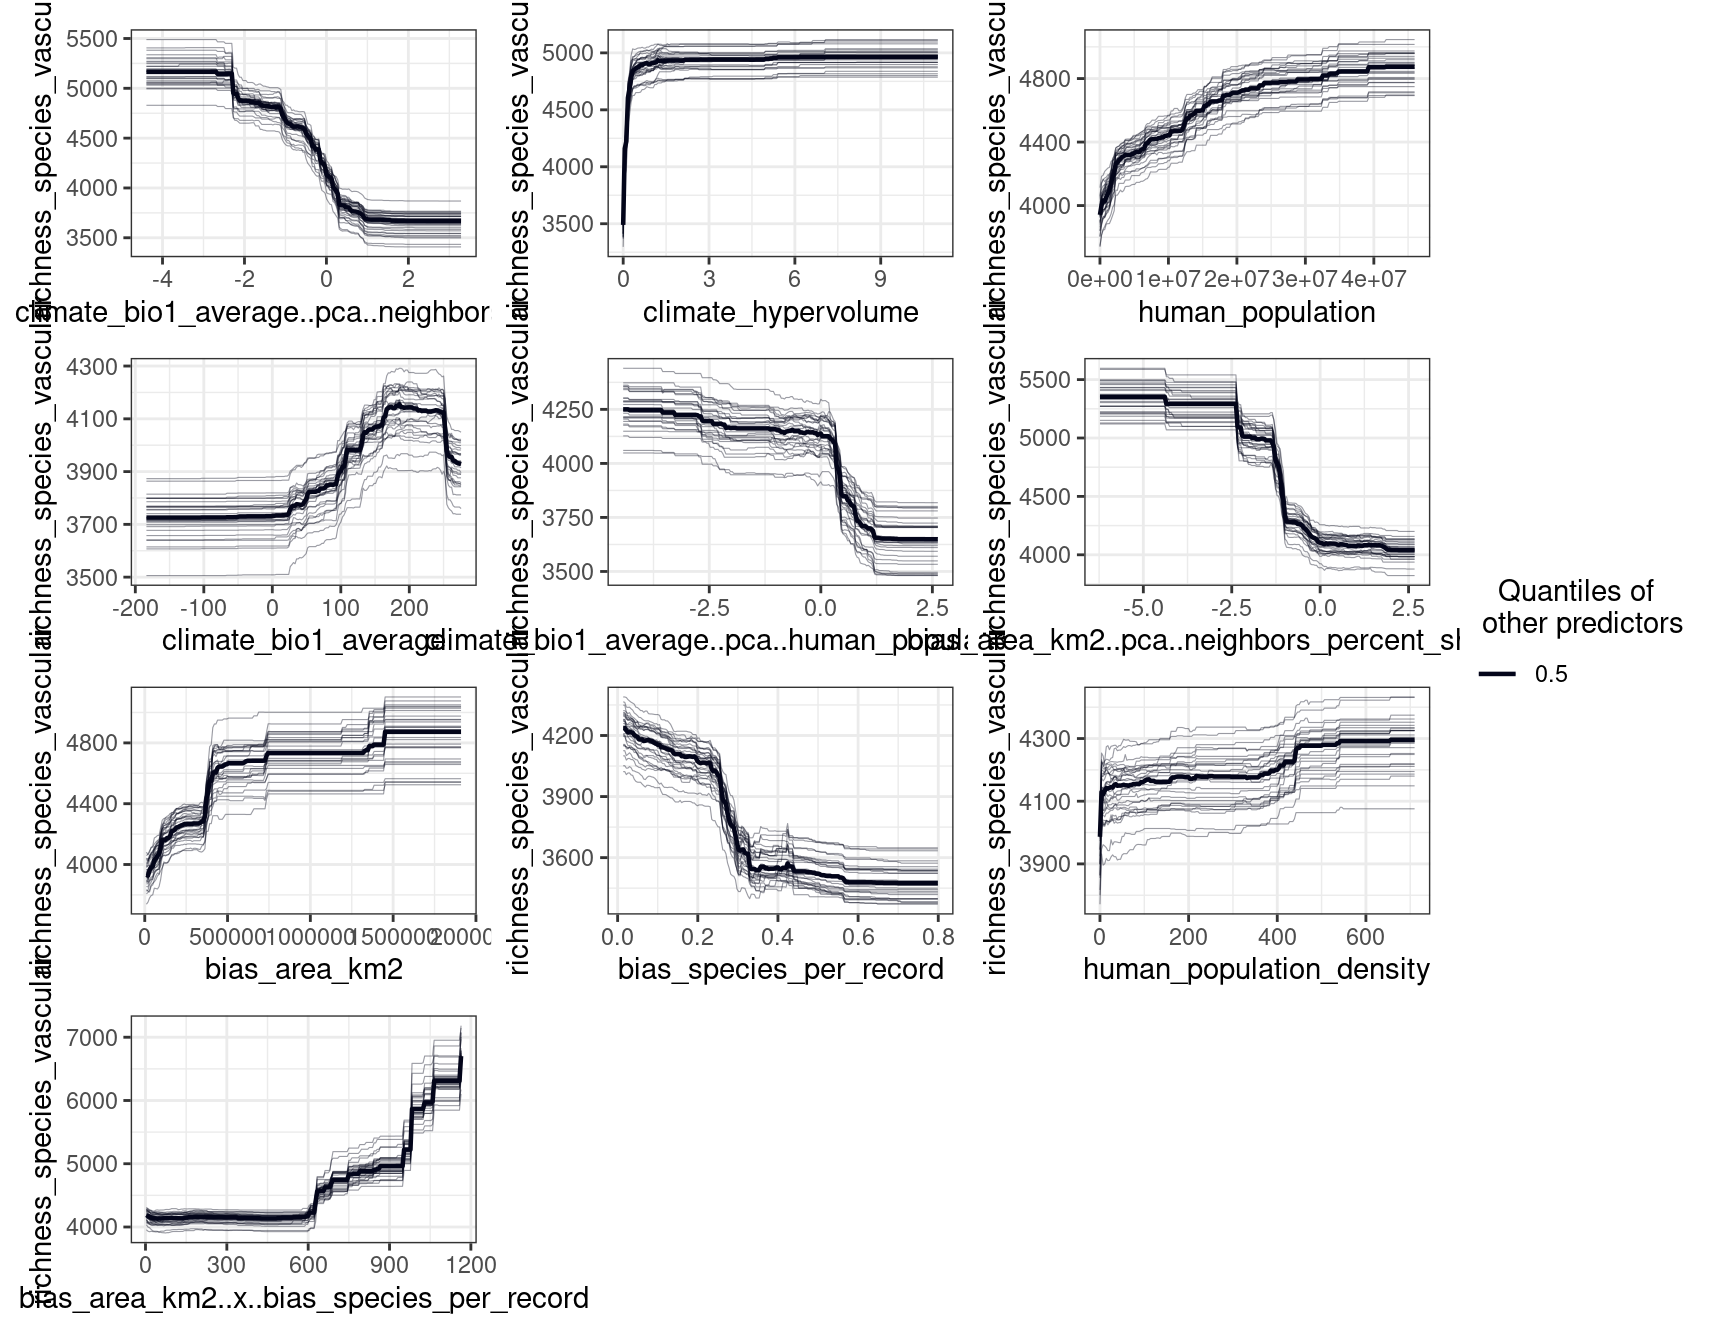 5500
5000
4500
4000
3500
-4 -2 0 2
climate_bio1_average..pca..neighbor
richness_species_vascular
5000
4500
4000
3500
0 3 6 9
climate_hypervolume
richness_species_vascular
4800
4400
4000
0e+00 1e+07 2e+07 3e+07 4e+07
human_population
richness_species_vascular
4300
4100
3900
3700
3500
-200 -100 0 100 200
climate_bio1_average
richness_species_vascular
4250
4000
3750
3500
-2.5 0.0 2.5
climate_bio1_average..pca..human_popula
richness_species_vascular
5500
5000
4500
4000
-5.0 -2.5 0.0 2.5
bias_area_km2..pca..neighbors_percent_sh
richness_species_vascular
Quantiles of
other predictors
0.5
4800
4400
4000
0 500000 1000000 1500000 20000
bias_area_km2
richness_species_vascular
4200
3900
3600
0.0 0.2 0.4 0.6 0.8
bias_species_per_record
richness_species_vascular
4300
4100
3900
0 200 400 600
human_population_density
richness_species_vascular
7000
6000
5000
4000
0 300 600 900 1200
bias_area_km2..x..bias_species_per_record
richness_species_vascular